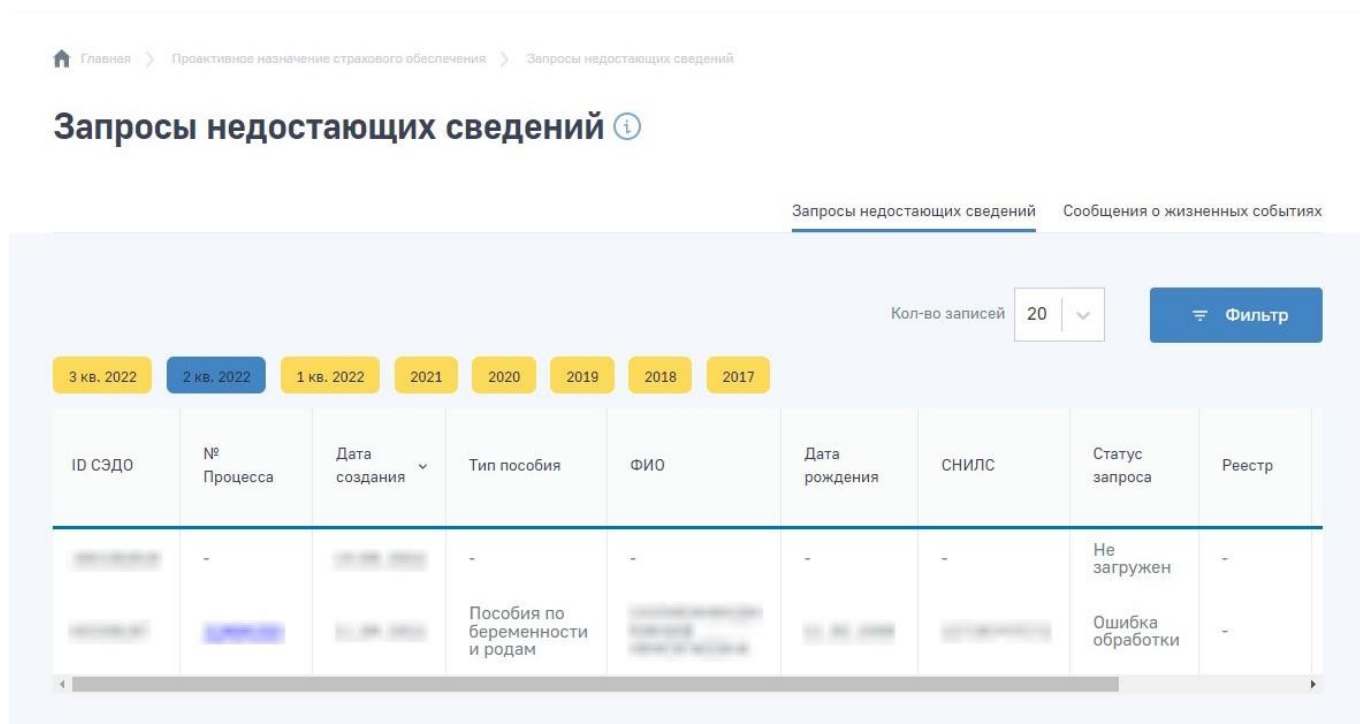 Главная > Проактивное назначение страхового обеспечения > Запросы недостающих сведений
Запросы недостающих сведений
Запросы недостающих сведений Сообщения о жизненных событиях
Кол-во записей 20 Фильтр
3 кв. 2022 2 кв. 2022 1 кв. 2022 2021 2020 2019 2018 2017
ID СЭДО
№
Процесса
Дата
создания
Тип пособия
ФИО
Дата
рождения
СНИЛС
Статус
запроса
Реестр
- - - - -
Не
загружен
-
Пособия по
беременности
и родам
Ошибка
обработки
-